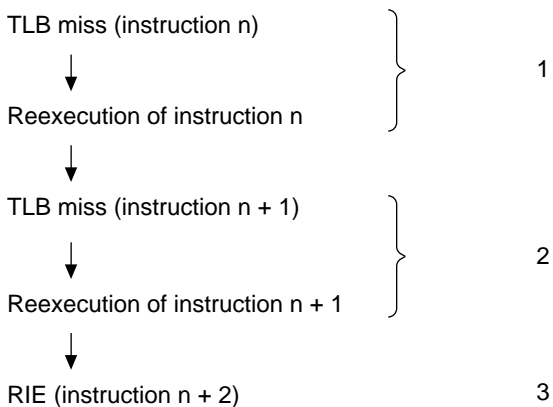 TLB miss (instruction n)
1
Reexecution of instruction n
TLB miss (instruction n + 1)
2
Reexecution of instruction n + 1
RIE (instruction n + 2)
3